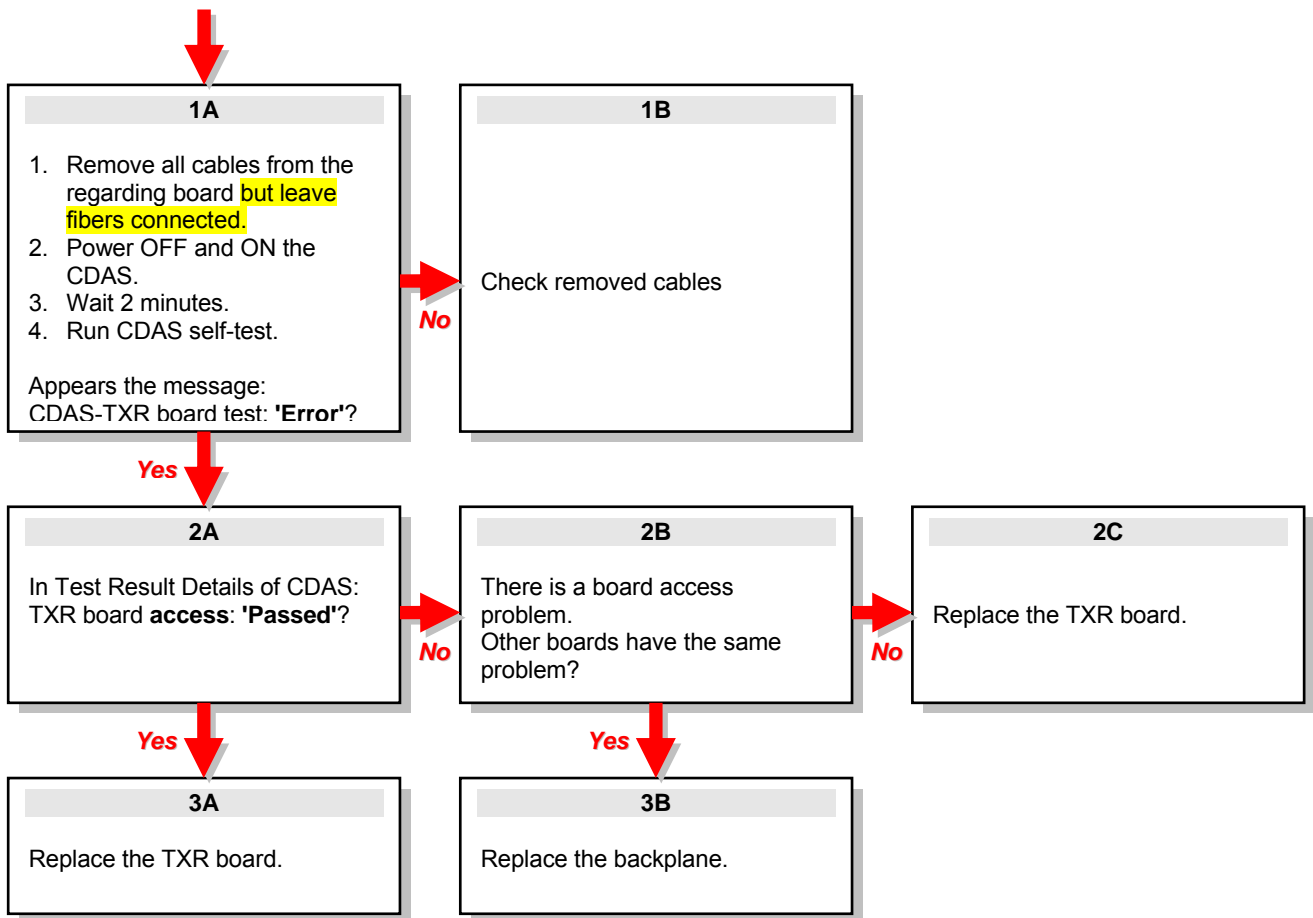 1A
1. Remove all cables from the
regarding board but leave
fibers connected.
2. Power OFF and ON the
CDAS.
3. Wait 2 minutes.
4. Run CDAS self-test.
Appears the message:
CDAS-TXR board test: 'Error'?
No
1B
Check removed cables
Yes
2A
In Test Result Details of CDAS:
TXR board access: 'Passed'?
No
2B
There is a board access
problem.
Other boards have the same
problem?
No
2C
Replace the TXR board.
Yes
Yes
3A
Replace the TXR board.
3B
Replace the backplane.